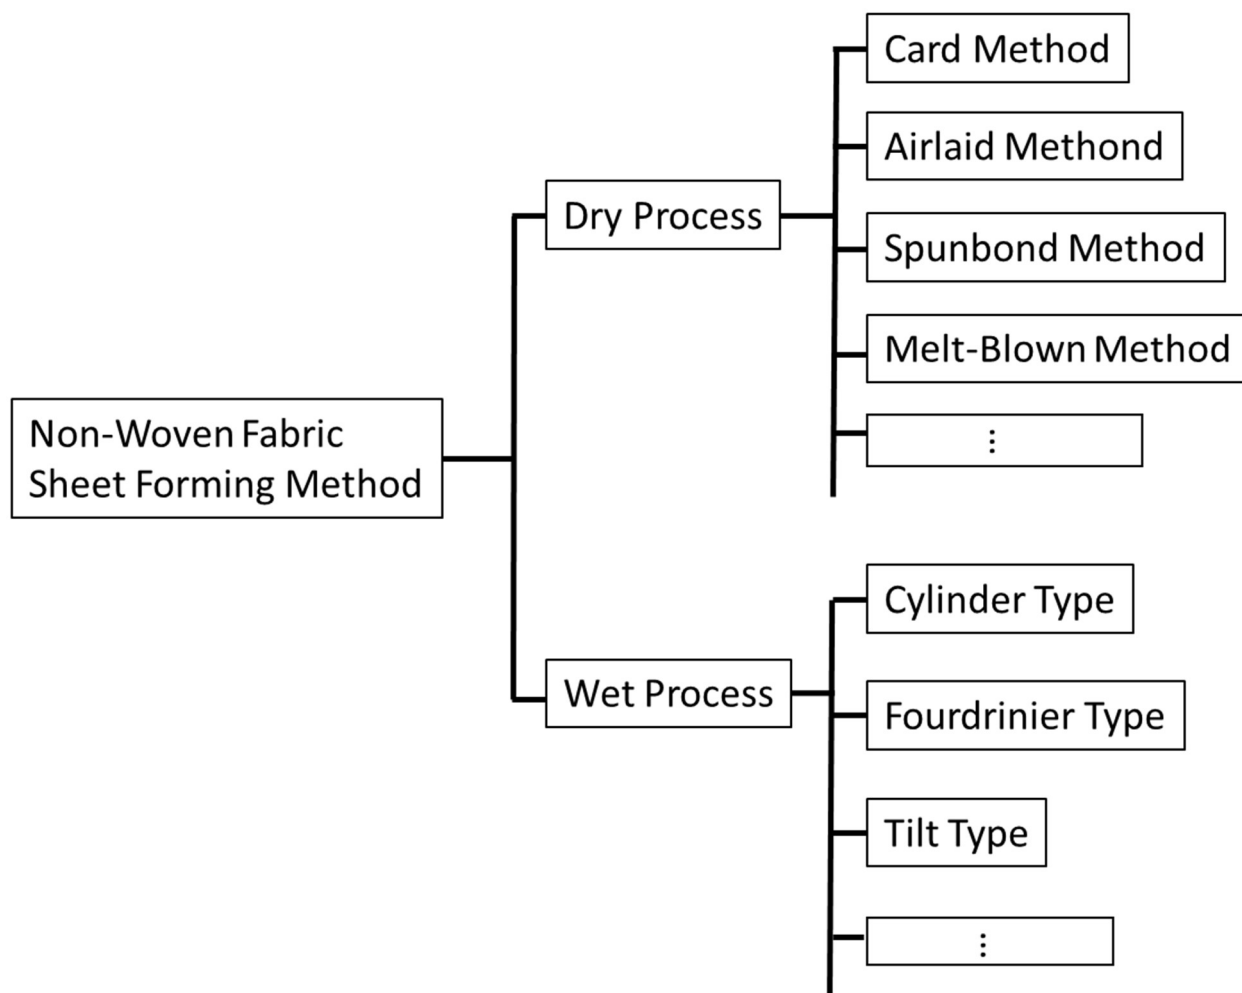 Card Method
Airlaid Methond
Dry Process
Spunbond Method
Melt-Blown Method
⋮
Non-Woven Fabric
Sheet Forming Method
Cylinder Type
Wet Process
Fourdrinier Type
Tilt Type
⋮